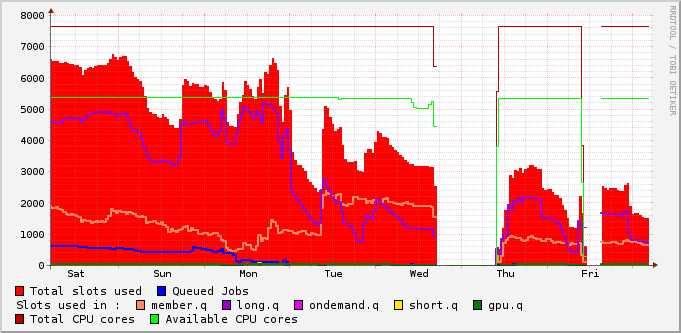 8000
7000
6000
5000
4000
3000
2000
1000
0
Sat Sun Mon Tue Wed Thu Fri
RRDTOOL / TOBI OETIKER
Total slots used Queued Jobs
Slots used in : member.q long.q ondemand.q short.q gpu.q
Total CPU cores Available CPU cores